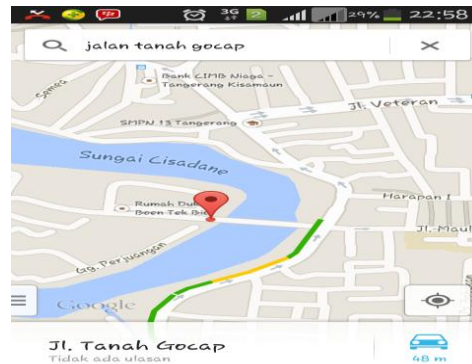 3G 2 29% 22:58
jalan tanah gocap
Bank CIMB Niaga -
Tangerang Kisamaun
Jl. Veteran
SMPN 13 Tangerang
Sungai Cisadane
Harapan I
Rumah Du
Boen Tek Bio
Jl. Maul
Gg. Perjuangan
Google
Jl. Tanah Gocap
Tidak ada ulasan
48 m